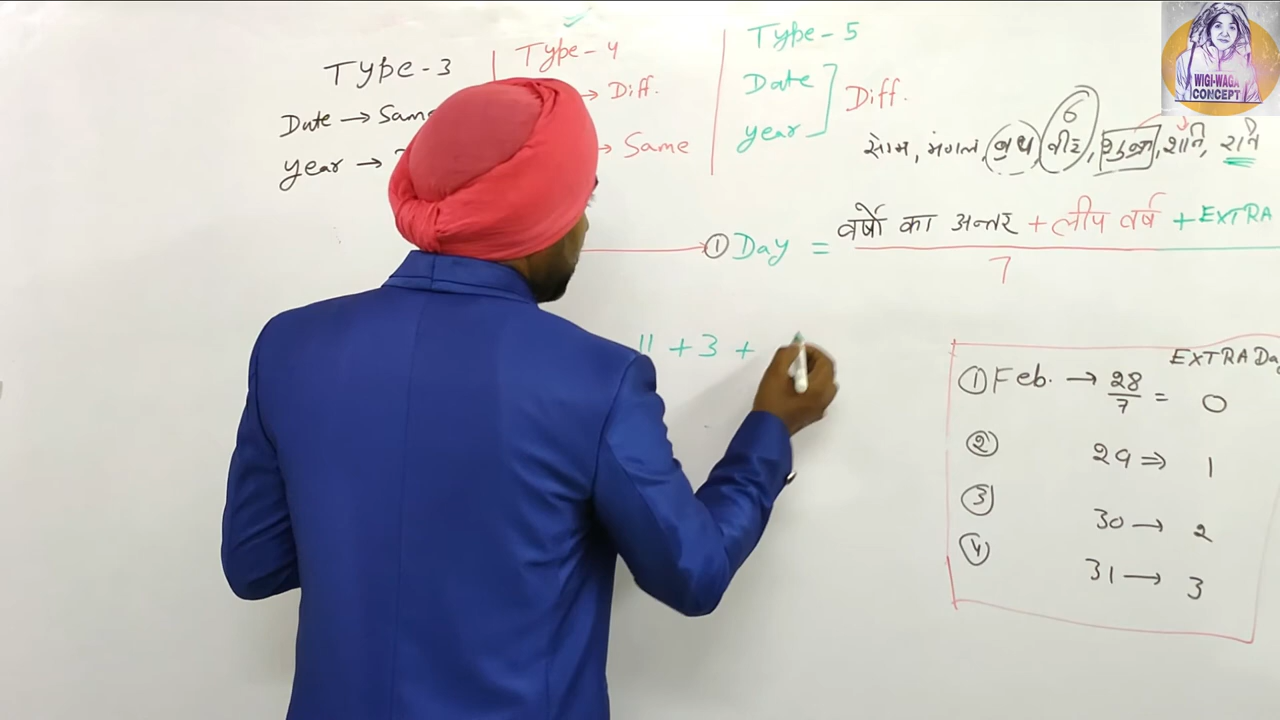 Type-3
Date → Same
year →
Type-4
→ Diff.
→ Same
Type-5
Date
year
Diff.
WIGI-WAGA
CONCEPT
6
सोम, मंगल, बुध, वीर, शुक्र, शनि, रवि
① Day = वर्षो का अन्तर + लीप वर्ष + EXTRA
7
11 + 3 +
EXTRA Da
① Feb. → 28/7 = 0
② 29 ⇒ 1
③ 30 → 2
④ 31 → 3